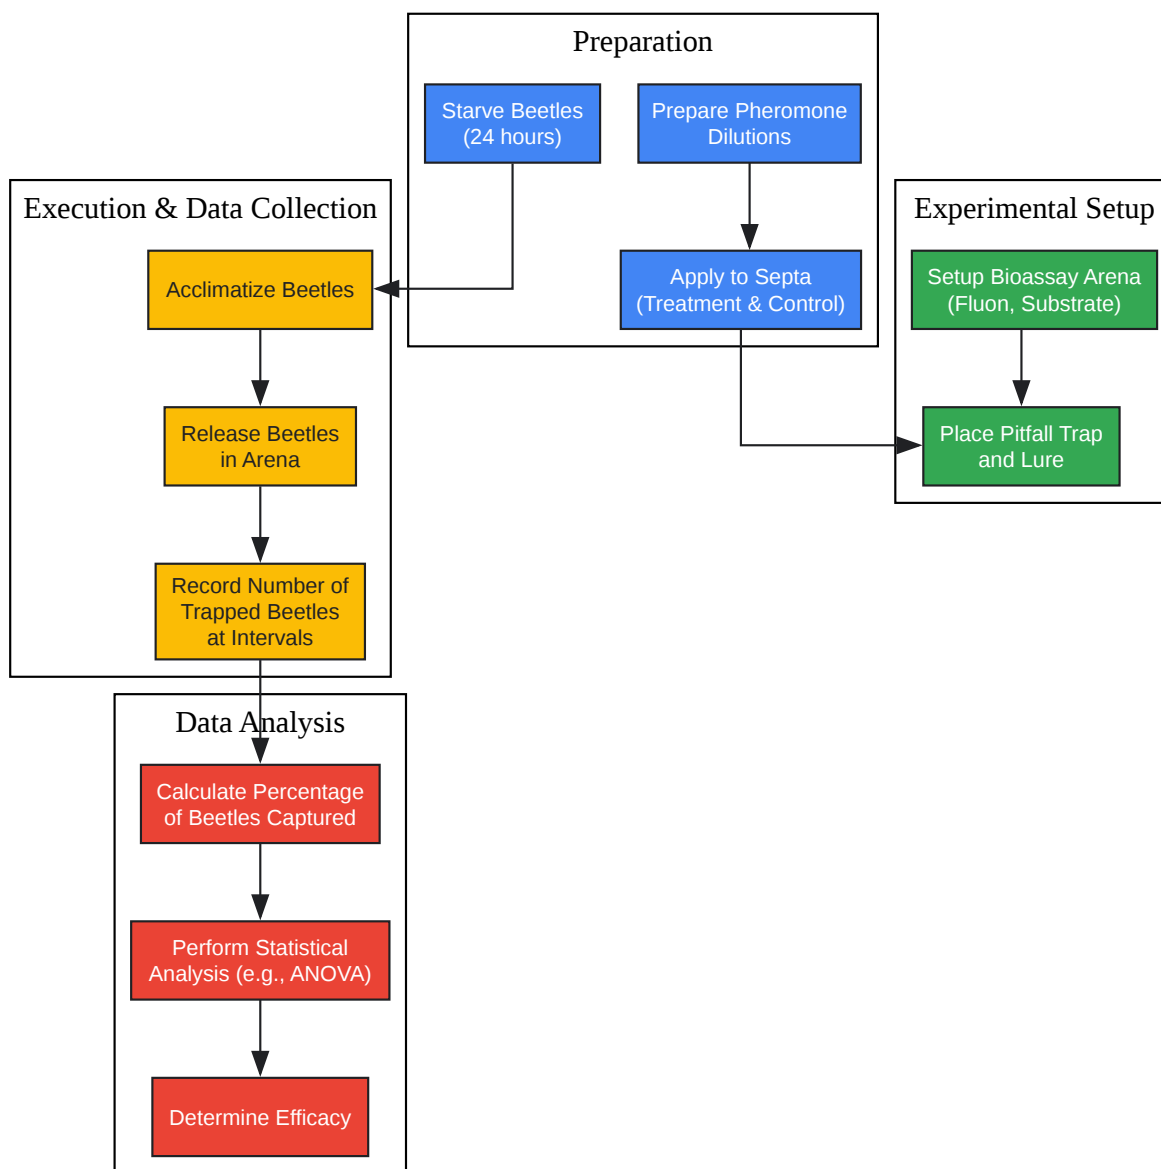 Preparation
Starve Beetles
(24 hours)
Prepare Pheromone
Dilutions
Apply to Septa
(Treatment & Control)
Execution & Data Collection
Acclimatize Beetles
Release Beetles
in Arena
Record Number of
Trapped Beetles
at Intervals
Experimental Setup
Setup Bioassay Arena
(Fluon, Substrate)
Place Pitfall Trap
and Lure
Data Analysis
Calculate Percentage
of Beetles Captured
Perform Statistical
Analysis (e.g., ANOVA)
Determine Efficacy